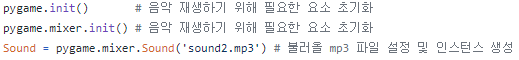 pygame.init()       # 음악 재생하기 위해 필요한 요소 초기화
pygame.mixer.init() # 음악 재생하기 위해 필요한 요소 초기화
Sound = pygame.mixer.Sound('sound2.mp3') # 불러올 mp3 파일 설정 및 인스턴스 생성